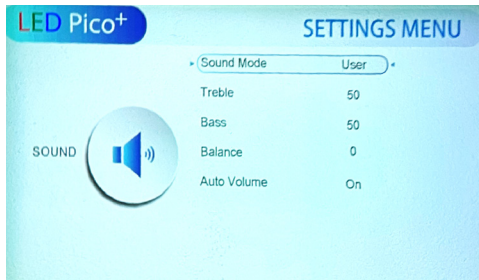 LED Pico+
SETTINGS MENU
Sound Mode User
Treble 50
Bass 50
SOUND
Balance 0
Auto Volume On